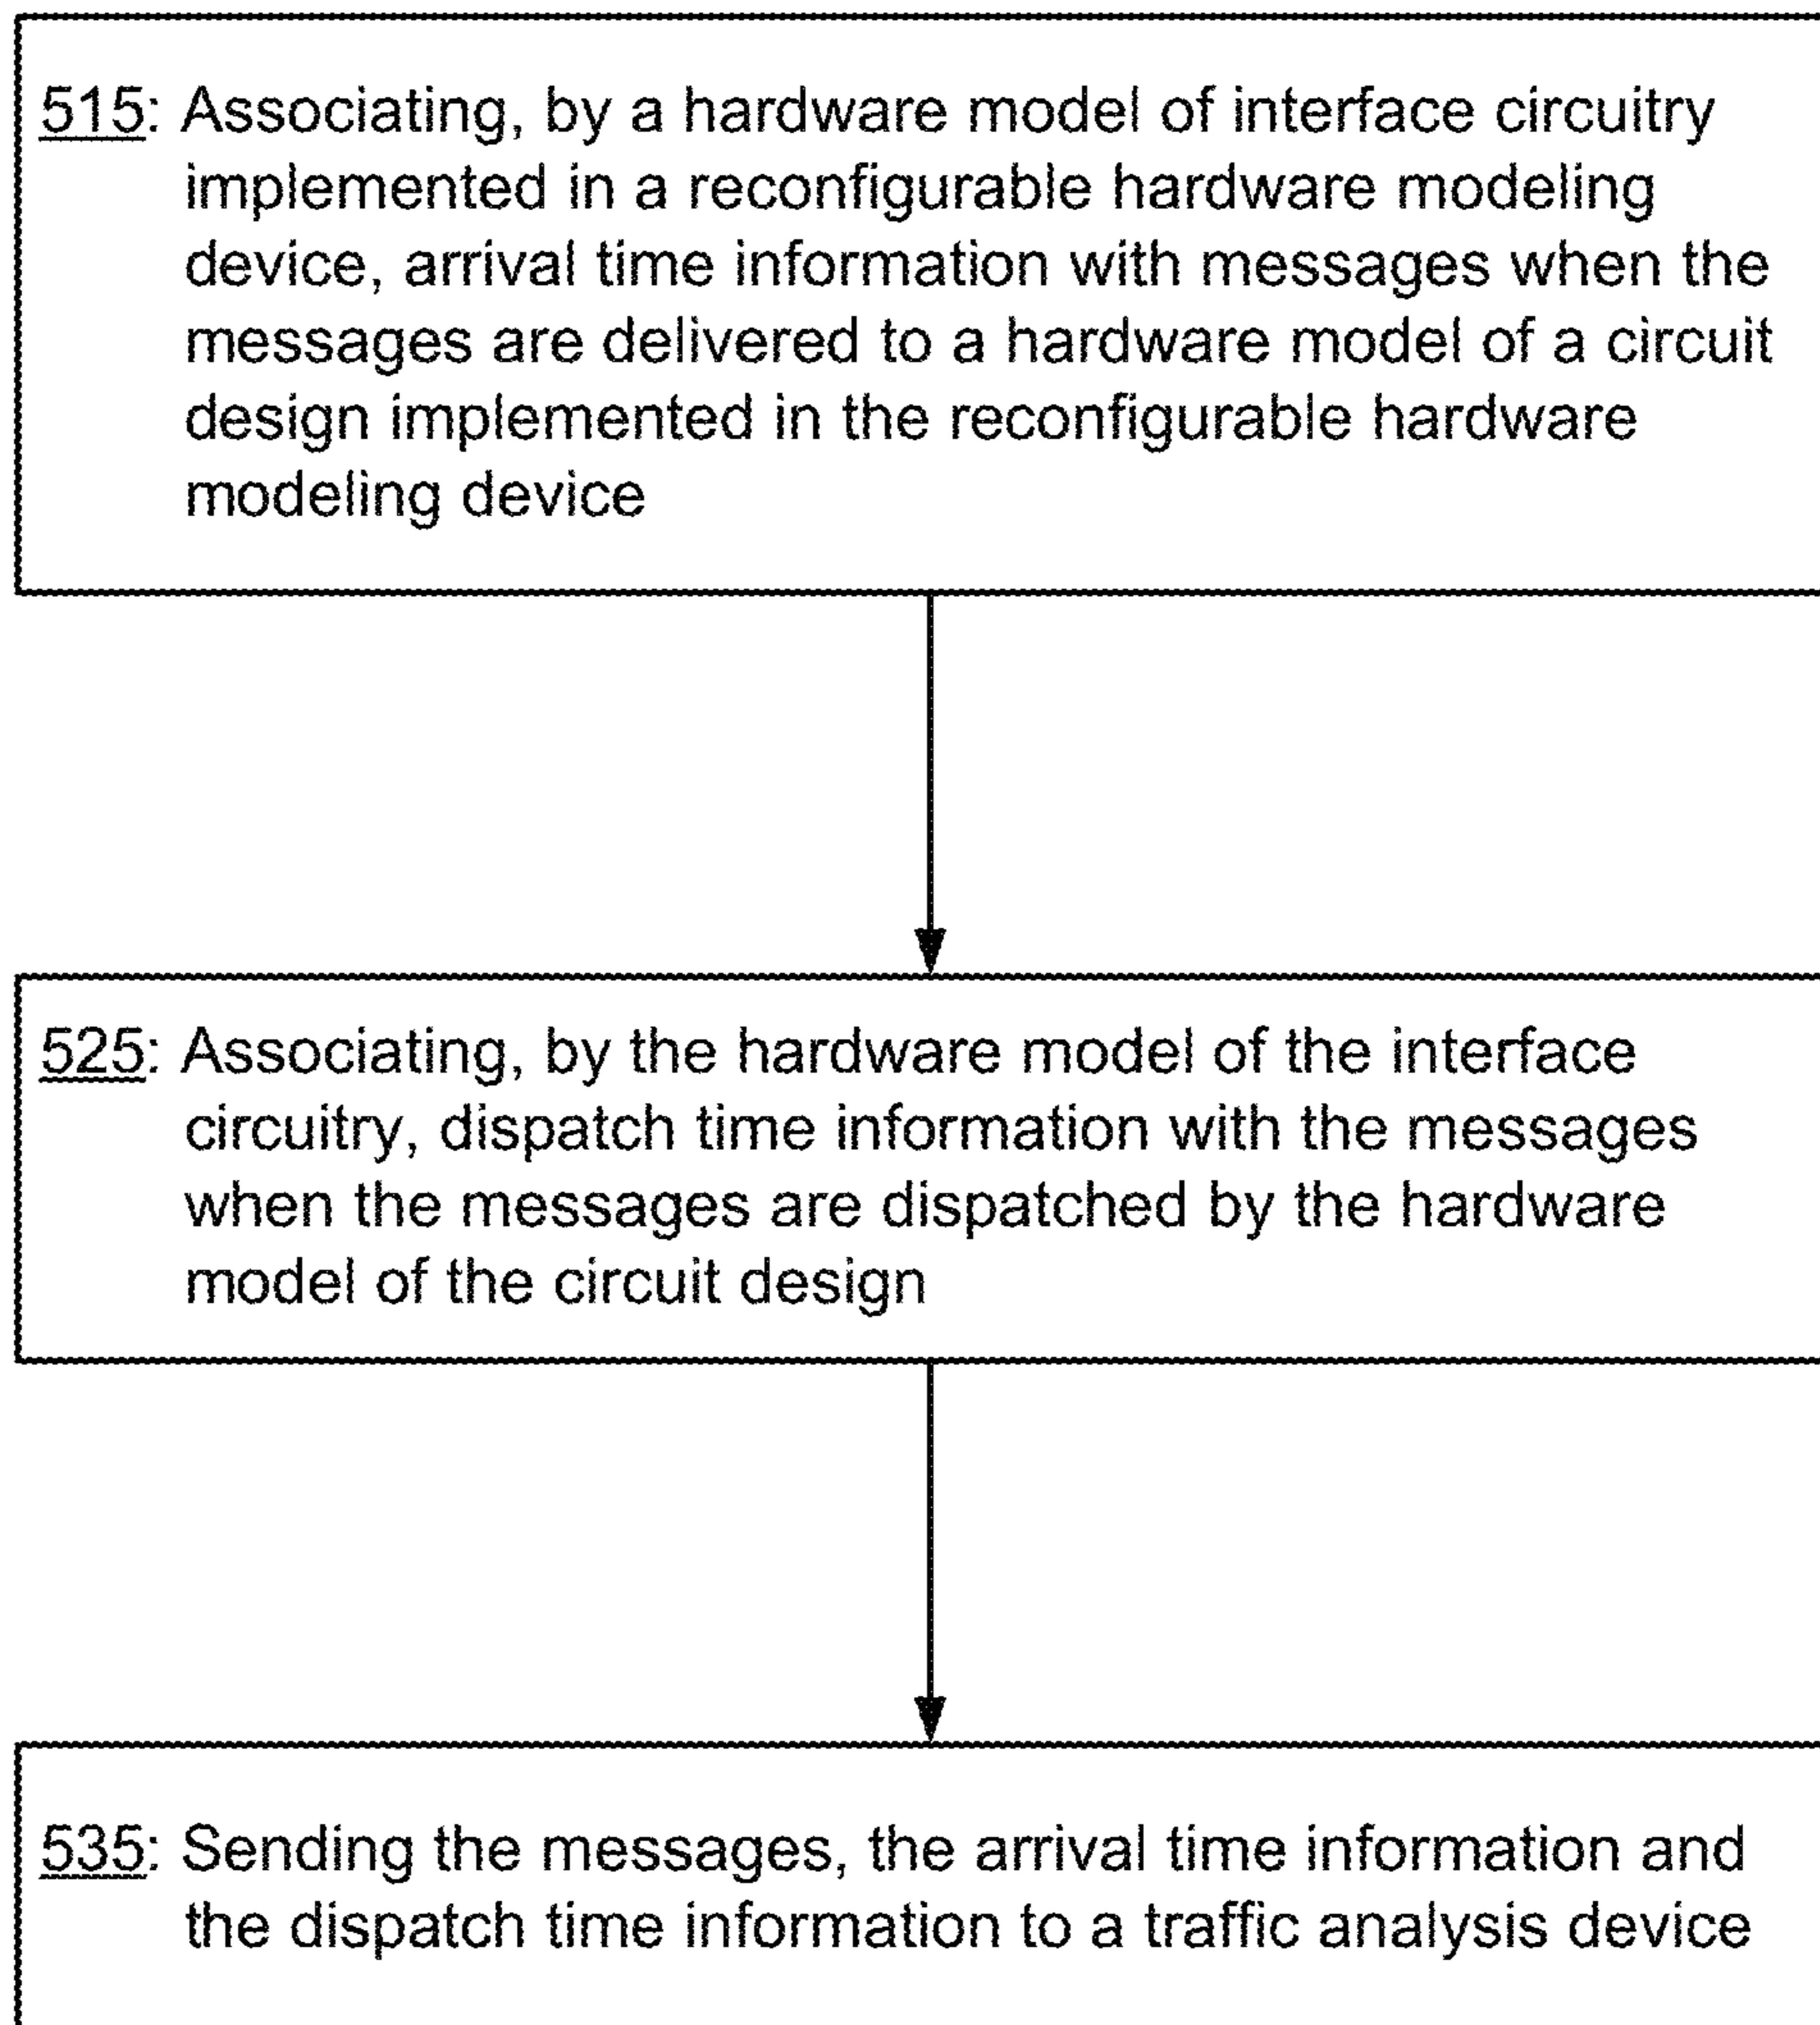 515: Associating, by a hardware model of interface circuitry
implemented in a reconfigurable hardware modeling
device, arrival time information with messages when the
messages are delivered to a hardware model of a circuit
design implemented in the reconfigurable hardware
modeling device
525: Associating, by the hardware model of the interface
circuitry, dispatch time information with the messages
when the messages are dispatched by the hardware
model of the circuit design
535: Sending the messages, the arrival time information and
the dispatch time information to a traffic analysis device